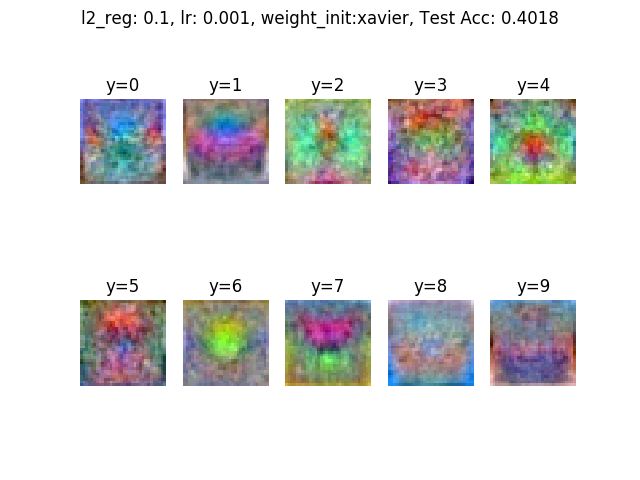 l2_reg: 0.1, lr: 0.001, weight_init:xavier, Test Acc: 0.4018
y=0 y=1 y=2 y=3 y=4
y=5 y=6 y=7 y=8 y=9